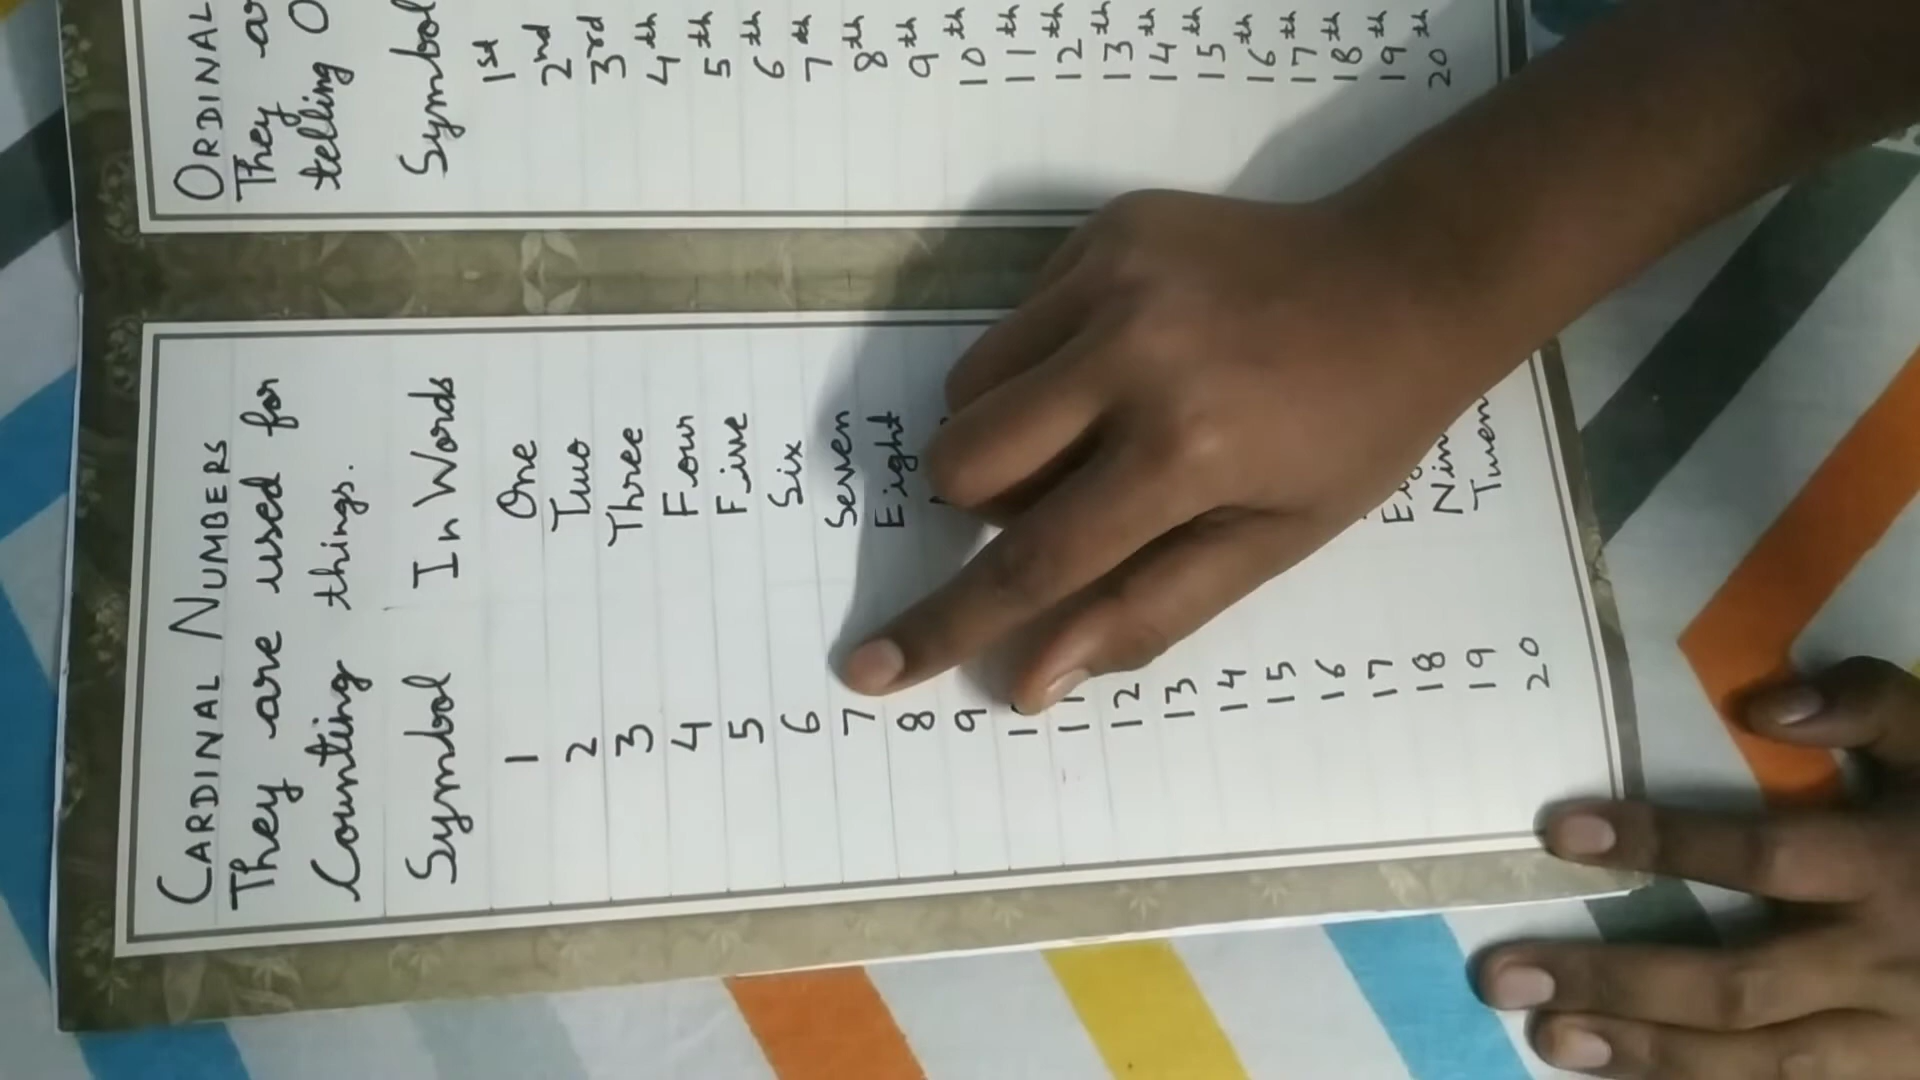 CARDINAL NUMBERS
They are used for
Counting things.
Symbol In Words
1 One
2 Two
3 Three
4 Four
5 Five
6 Six
7 Seven
8 Eight
9
11
12
13
14
15
16
17
18
19
20
ORDINAL
They
telling
Symbol
1st
2nd
3rd
4th
5th
6th
7th
8th
9th
10th
11th
12th
13th
14th
15th
16th
17th
18th
19th
20th